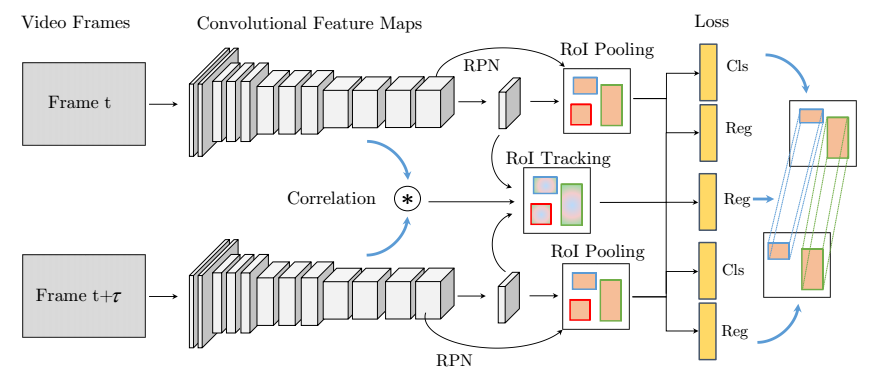 Video Frames
Convolutional Feature Maps
Loss
Frame t
RPN
RoI Pooling
Cls
Reg
RoI Tracking
Correlation
*
Reg
Frame t+τ
RoI Pooling
Cls
Reg
RPN